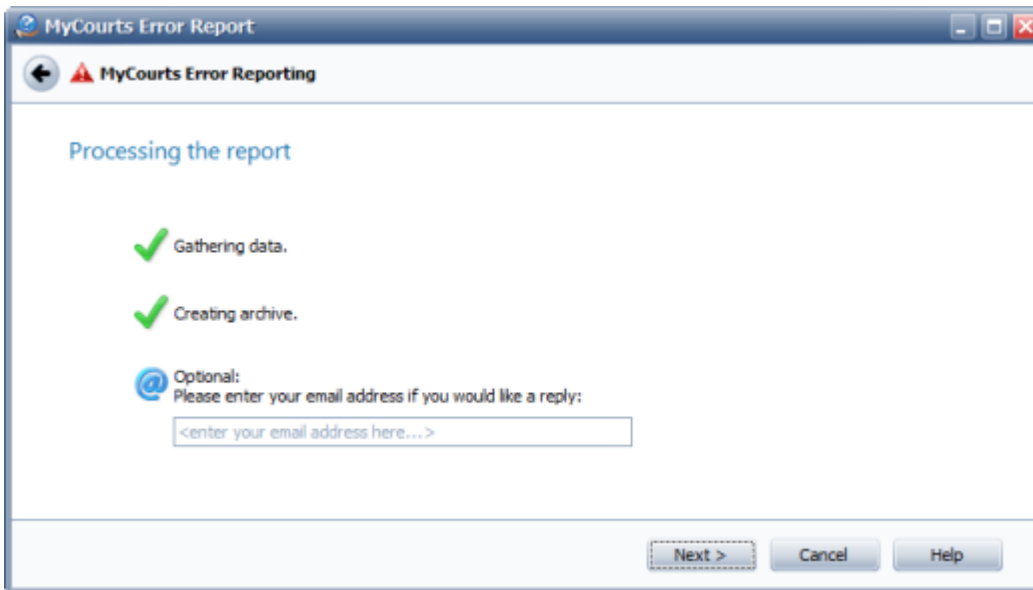 MyCourts Error Report
MyCourts Error Reporting
Processing the report
Gathering data.
Creating archive.
Optional:
Please enter your email address if you would like a reply:
<enter your email address here...>
Next >
Cancel
Help